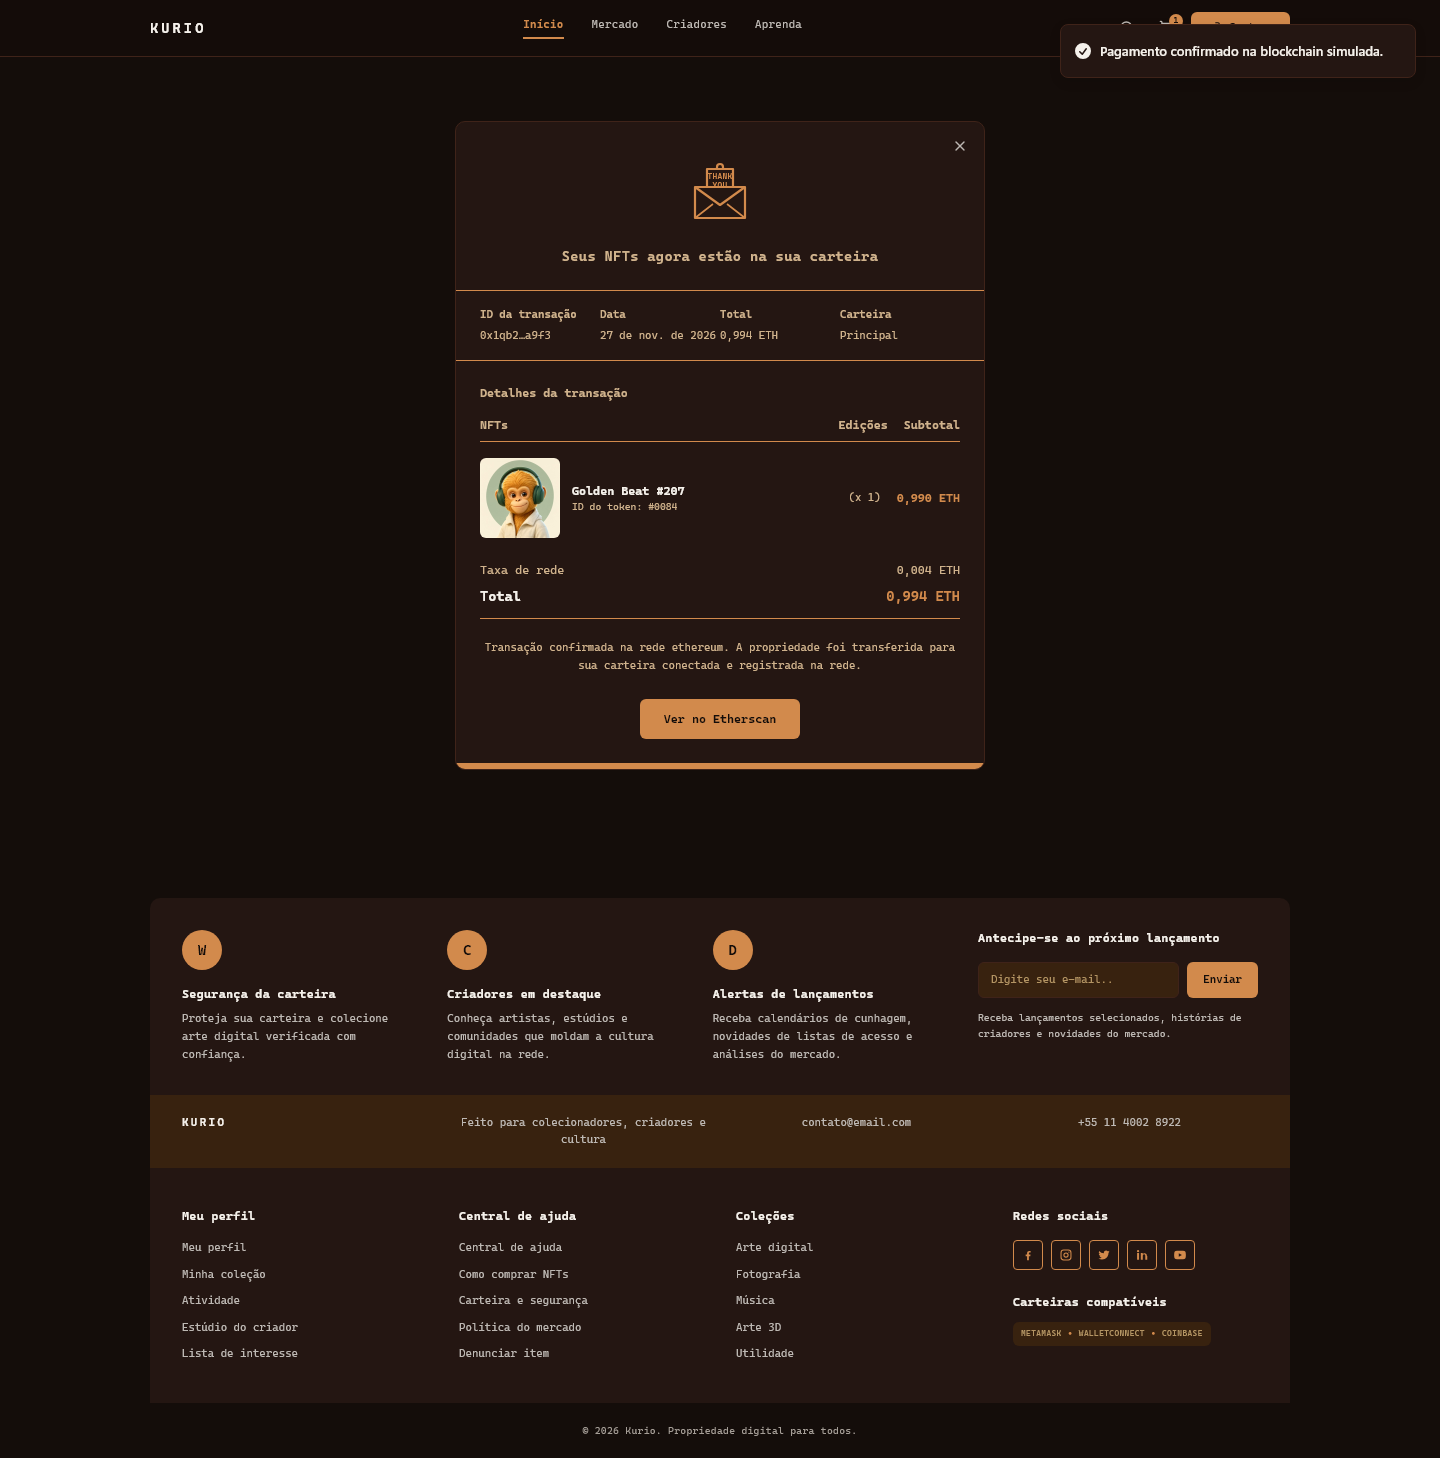 KURIO
Início
Mercado
Criadores
Aprenda
1
Pagamento confirmado na blockchain simulada.
THANK
YOU
Seus NFTs agora estão na sua carteira
ID da transação
Data
Total
Carteira
0x1qb2…a9f3
27 de nov. de 2026
0,994 ETH
Principal
Detalhes da transação
NFTs
Edições
Subtotal
Golden Beat #207
ID do token: #0084
(x 1)
0,990 ETH
Taxa de rede
0,004 ETH
Total
0,994 ETH
Transação confirmada na rede ethereum. A propriedade foi transferida para
sua carteira conectada e registrada na rede.
Ver no Etherscan
W
Segurança da carteira
Proteja sua carteira e colecione
arte digital verificada com
confiança.
C
Criadores em destaque
Conheça artistas, estúdios e
comunidades que moldam a cultura
digital na rede.
D
Alertas de lançamentos
Receba calendários de cunhagem,
novidades de listas de acesso e
análises do mercado.
Antecipe-se ao próximo lançamento
Digite seu e-mail..
Enviar
Receba lançamentos selecionados, histórias de
criadores e novidades do mercado.
KURIO
Feito para colecionadores, criadores e
cultura
contato@email.com
+55 11 4002 8922
Meu perfil
Meu perfil
Minha coleção
Atividade
Estúdio do criador
Lista de interesse
Central de ajuda
Central de ajuda
Como comprar NFTs
Carteira e segurança
Política do mercado
Denunciar item
Coleções
Arte digital
Fotografia
Música
Arte 3D
Utilidade
Redes sociais
Carteiras compatíveis
METAMASK • WALLETCONNECT • COINBASE
© 2026 Kurio. Propriedade digital para todos.